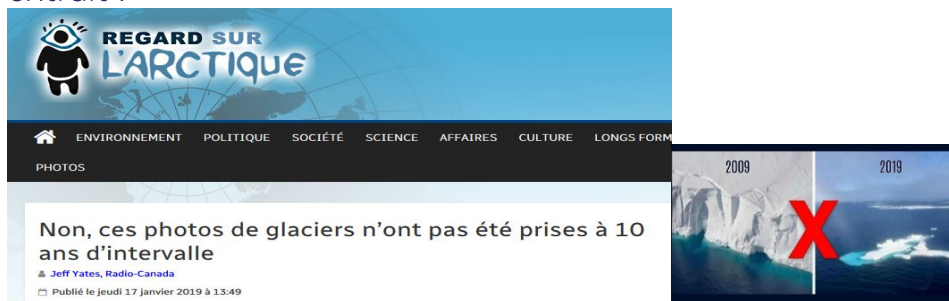 REGARD SUR
L'ARCTIQUE
ENVIRONNEMENT POLITIQUE SOCIÉTÉ SCIENCE AFFAIRES CULTURE LONGS FORM
PHOTOS
2009 2019
X
Non, ces photos de glaciers n'ont pas été prises à 10
ans d'intervalle
Jeff Yates, Radio-Canada
Publié le jeudi 17 janvier 2019 à 13:49